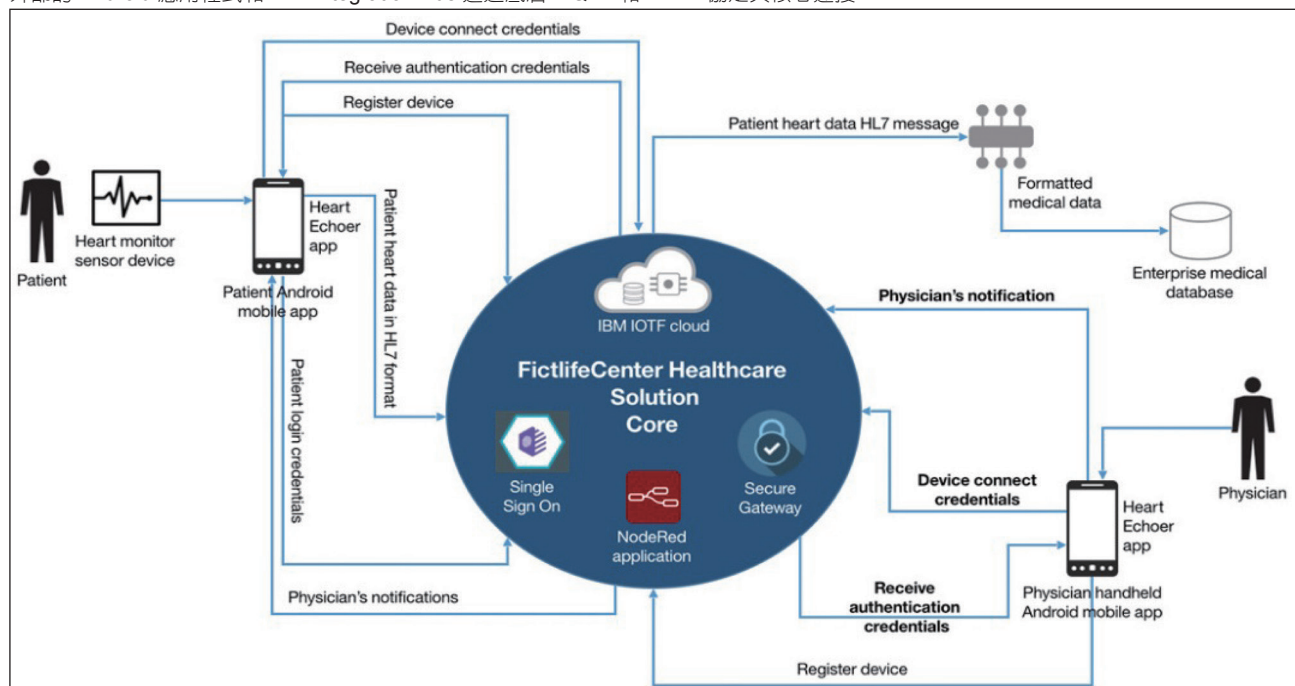 Device connect credentials
Receive authentication credentials
Register device
Patient heart data HL7 message
Formatted
medical data
Enterprise medical
database
Patient
Heart monitor
sensor device
Heart
Echoer
app
Patient Android
mobile app
Patient heart data in HL7 format
Patient login credentials
IBM IOTF cloud
FictlifeCenter Healthcare
Solution
Core
Single
Sign On
NodeRed
application
Secure
Gateway
Physician's notification
Device connect
credentials
Receive
authentication
credentials
Physician
Heart
Echoer
app
Physician handheld
Android mobile app
Physician's notifications
Register device